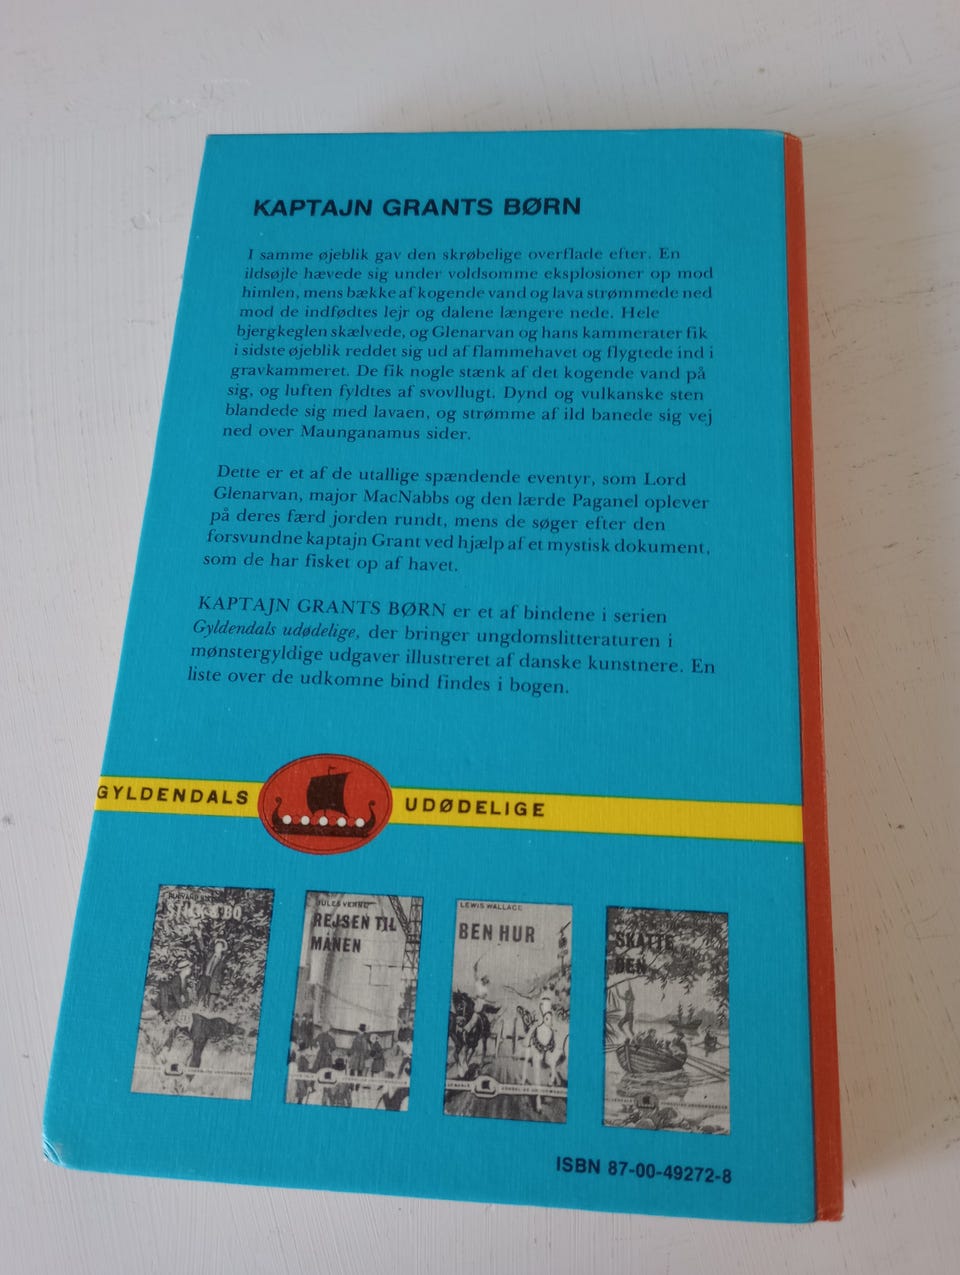 KAPTAJN GRANTS BØRN
I samme øjeblik gav den skrøbelige overflade efter. En
ildsøjle hævede sig under voldsomme eksplosioner op mod
himlen, mens bække af kogende vand og lava strømmede ned
mod de indfødtes lejr og dalene længere nede. Hele
bjergkeglen skælvede, og Glenarvan og hans kammerater fik
i sidste øjeblik reddet sig ud af flammehavet og flygtede ind i
gravkammeret. De fik nogle stænk af det kogende vand på
sig, og luften fyldtes af svovllugt. Dynd og vulkanske sten
blandede sig med lavaen, og strømme af ild banede sig vej
ned over Maunganamus sider.
Dette er et af de utallige spændende eventyr, som Lord
Glenarvan, major MacNabbs og den lærde Paganel oplever
på deres færd jorden rundt, mens de søger efter den
forsvundne kaptajn Grant ved hjælp af et mystisk dokument,
som de har fisket op af havet.
KAPTAJN GRANTS BØRN er et af bindene i serien
Gyldendals udødelige, der bringer ungdomslitteraturen i
mønstergyldige udgaver illustreret af danske kunstnere. En
liste over de udkomne bind findes i bogen.
GYLDENDALS UDØDELIGE
JULES VERNE
REJSEN TIL
MÅNEN
LEWIS WALLACE
BEN HUR
SKATTE
ØEN
ISBN 87-00-49272-8